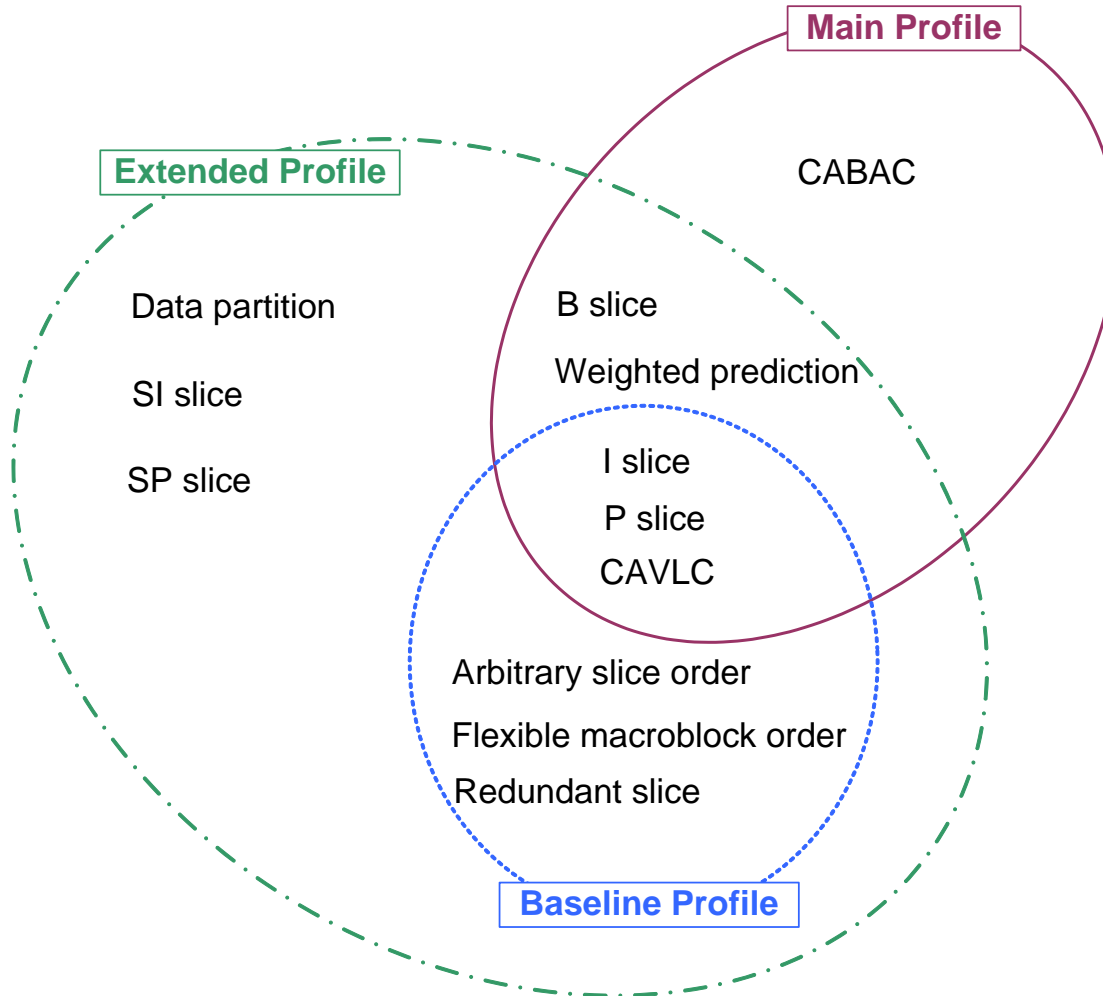 Main Profile
Extended Profile
CABAC
Data partition
B slice
SI slice
Weighted prediction
SP slice
I slice
P slice
CAVLC
Arbitrary slice order
Flexible macroblock order
Redundant slice
Baseline Profile